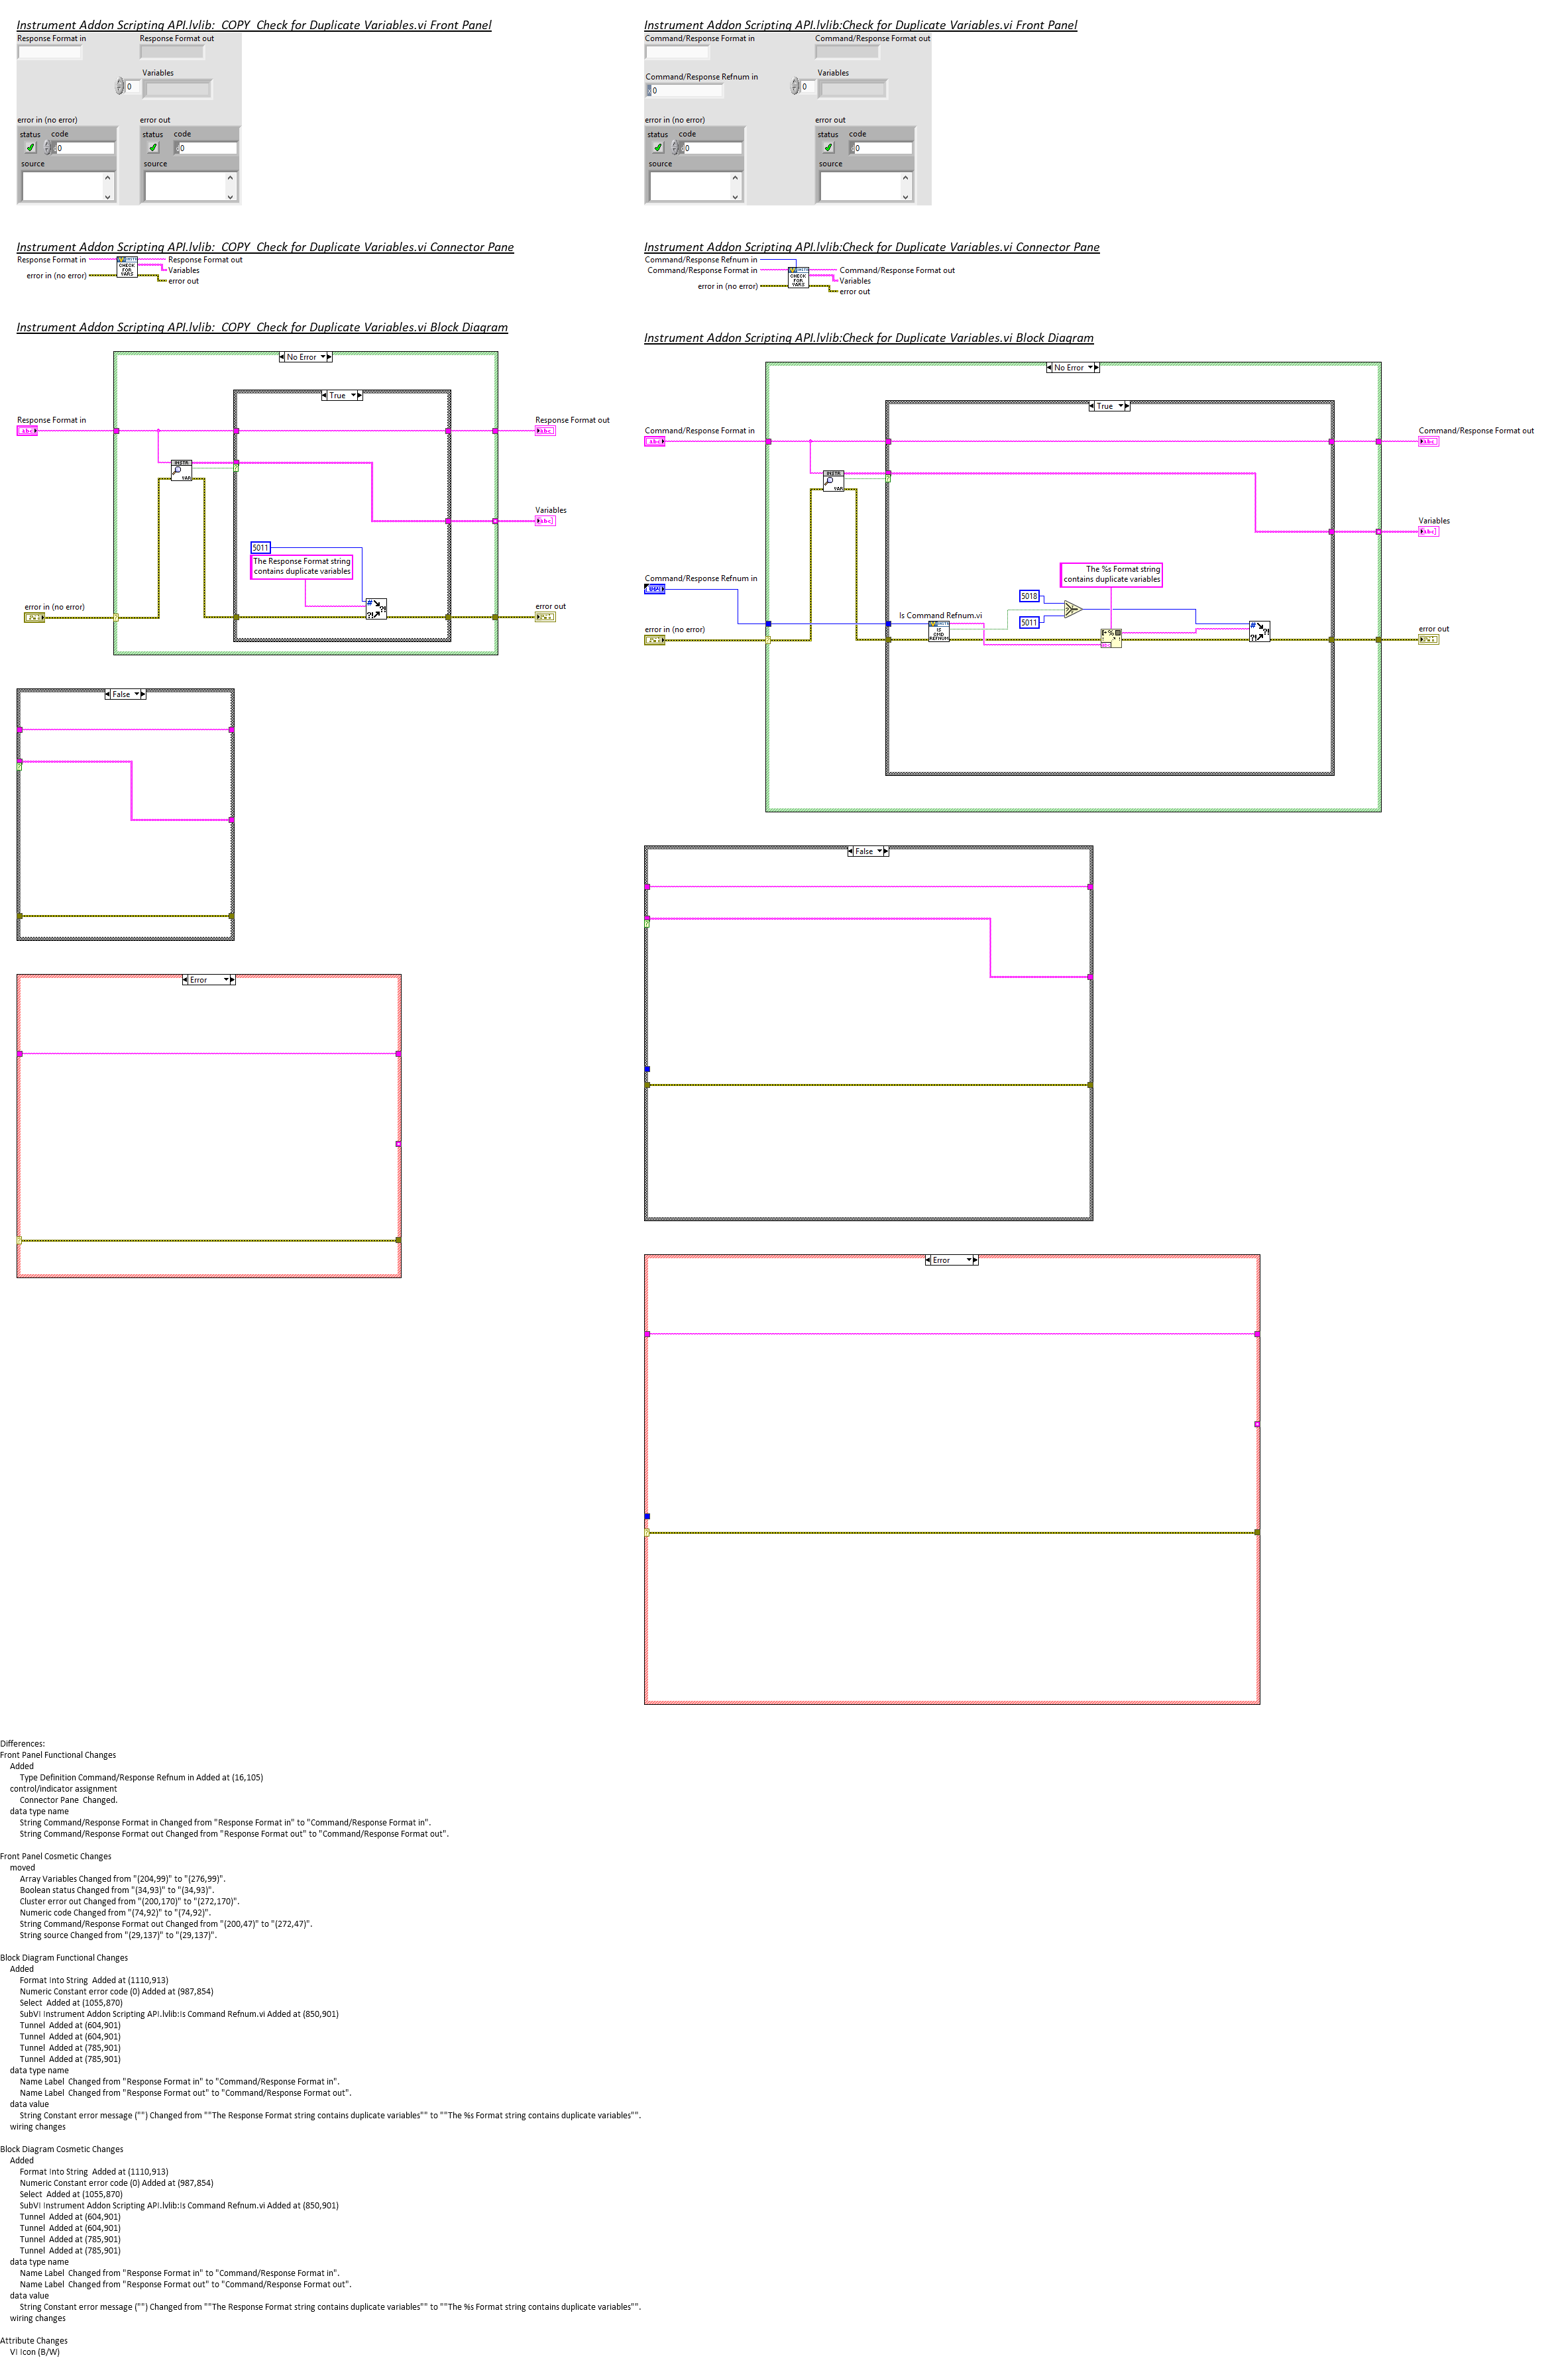 Instrument Addon Scripting API.lvlib:  COPY  Check for Duplicate Variables.vi Front Panel
Response Format in
Response Format out
Variables
0
error in (no error)
error out
status
code
0
source
status
code
0
source
Instrument Addon Scripting API.lvlib:  COPY  Check for Duplicate Variables.vi Connector Pane
Response Format in
Response Format out
CHECK
FOR
VARS
Variables
error in (no error)
error out
Instrument Addon Scripting API.lvlib:  COPY  Check for Duplicate Variables.vi Block Diagram
No Error
True
Response Format in
Response Format out
abc
abc
INSTR
VAR
Variables
abc
5011
The Response Format string
contains duplicate variables
error in (no error)
error out
False
Error
Instrument Addon Scripting API.lvlib:Check for Duplicate Variables.vi Front Panel
Command/Response Format in
Command/Response Format out
Command/Response Refnum in
0
Variables
0
error in (no error)
error out
status
code
0
source
status
code
0
source
Instrument Addon Scripting API.lvlib:Check for Duplicate Variables.vi Connector Pane
Command/Response Refnum in
Command/Response Format in
Command/Response Format out
CHECK
FOR
VARS
Variables
error in (no error)
error out
Instrument Addon Scripting API.lvlib:Check for Duplicate Variables.vi Block Diagram
No Error
True
Command/Response Format in
Command/Response Format out
abc
abc
INSTR
VAR
Variables
abc
The %s Format string
contains duplicate variables
Command/Response Refnum in
5018
Is Command Refnum.vi
5011
IS
CMD
REFNUM
error in (no error)
error out
False
Error
Differences:
Front Panel Functional Changes
Added
Type Definition Command/Response Refnum in Added at (16,105)
control/indicator assignment
Connector Pane  Changed.
data type name
String Command/Response Format in Changed from "Response Format in" to "Command/Response Format in".
String Command/Response Format out Changed from "Response Format out" to "Command/Response Format out".
Front Panel Cosmetic Changes
moved
Array Variables Changed from "(204,99)" to "(276,99)".
Boolean status Changed from "(34,93)" to "(34,93)".
Cluster error out Changed from "(200,170)" to "(272,170)".
Numeric code Changed from "(74,92)" to "(74,92)".
String Command/Response Format out Changed from "(200,47)" to "(272,47)".
String source Changed from "(29,137)" to "(29,137)".
Block Diagram Functional Changes
Added
Format Into String  Added at (1110,913)
Numeric Constant error code (0) Added at (987,854)
Select  Added at (1055,870)
SubVI Instrument Addon Scripting API.lvlib:Is Command Refnum.vi Added at (850,901)
Tunnel  Added at (604,901)
Tunnel  Added at (604,901)
Tunnel  Added at (785,901)
Tunnel  Added at (785,901)
data type name
Name Label  Changed from "Response Format in" to "Command/Response Format in".
Name Label  Changed from "Response Format out" to "Command/Response Format out".
data value
String Constant error message ("") Changed from ""The Response Format string contains duplicate variables"" to ""The %s Format string contains duplicate variables"".
wiring changes
Block Diagram Cosmetic Changes
Added
Format Into String  Added at (1110,913)
Numeric Constant error code (0) Added at (987,854)
Select  Added at (1055,870)
SubVI Instrument Addon Scripting API.lvlib:Is Command Refnum.vi Added at (850,901)
Tunnel  Added at (604,901)
Tunnel  Added at (604,901)
Tunnel  Added at (785,901)
Tunnel  Added at (785,901)
data type name
Name Label  Changed from "Response Format in" to "Command/Response Format in".
Name Label  Changed from "Response Format out" to "Command/Response Format out".
data value
String Constant error message ("") Changed from ""The Response Format string contains duplicate variables"" to ""The %s Format string contains duplicate variables"".
wiring changes
Attribute Changes
VI Icon (B/W)